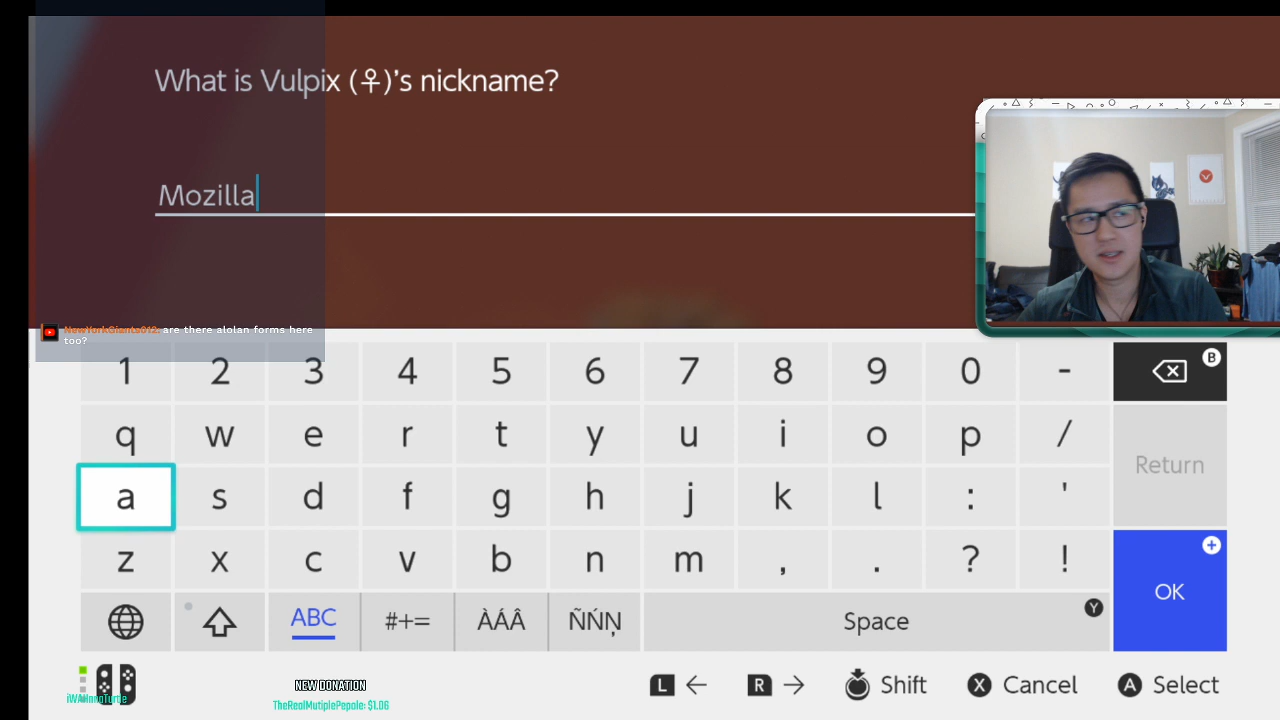 What is Vulpix (♀)'s nickname?
Mozilla
NewYorkGiants012: are there alolan forms here
too?
1 2 3 4 5 6 7 8 9 0 -
B
q w e r t y u i o p /
Return
a s d f g h j k l : '
z x c v b n m , . ? !
+
OK
ABC #+= ÀÁÂ ÑŃŅ Space Y
L ← R → Shift X Cancel A Select
NEW DONATION
TheRealMutiplePepole: $1.06